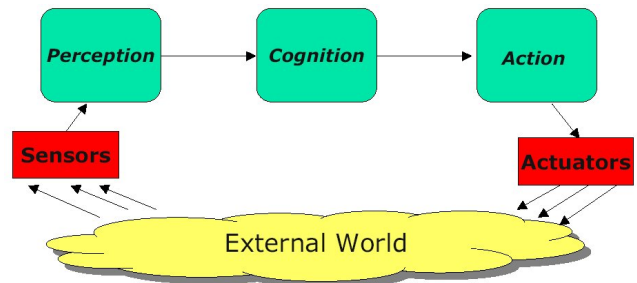 Perception
Cognition
Action
Sensors
Actuators
External World